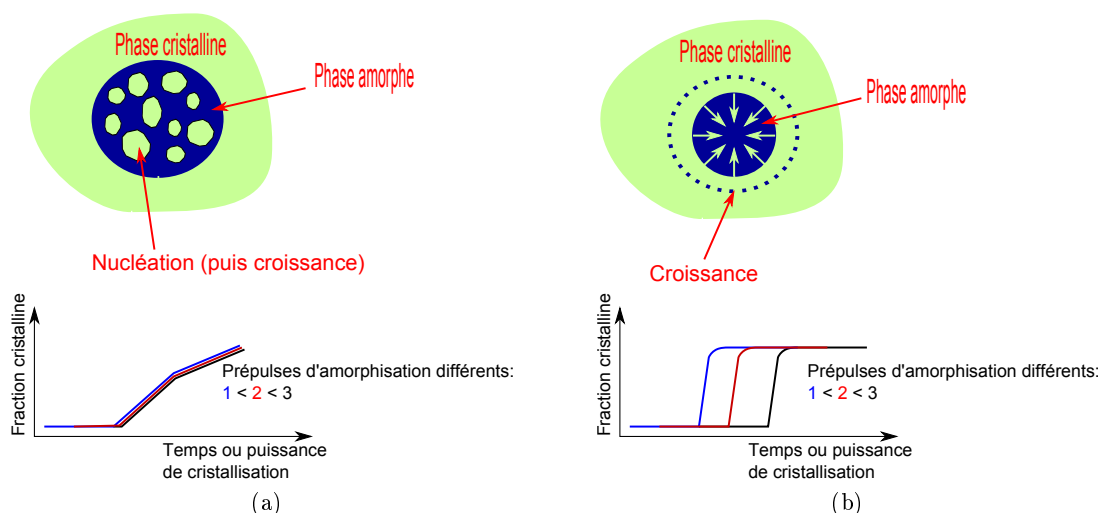 Phase cristalline
Phase amorphe
Nucléation (puis croissance)
Fraction cristalline
Prépulses d'amorphisation différents:
1 < 2 < 3
Temps ou puissance
de cristallisation
(a)
Phase cristalline
Phase amorphe
Croissance
Fraction cristalline
Prépulses d'amorphisation différents:
1 < 2 < 3
Temps ou puissance
de cristallisation
(b)